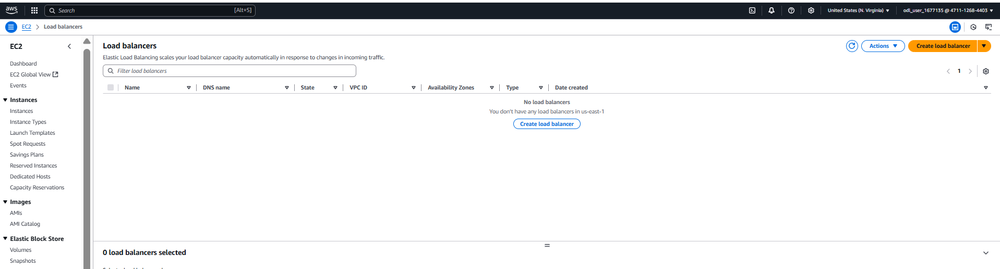 aws Search [Alt+S] United States (N. Virginia) odl_user_1677135 @ 4711-1268-4403
EC2 Load balancers
EC2
Dashboard
EC2 Global View
Events
Instances
Instances
Instance Types
Launch Templates
Spot Requests
Savings Plans
Reserved Instances
Dedicated Hosts
Capacity Reservations
Images
AMIs
AMI Catalog
Elastic Block Store
Volumes
Snapshots
Load balancers
Actions Create load balancer
Elastic Load Balancing scales your load balancer capacity automatically in response to changes in incoming traffic.
Filter load balancers
1
Name DNS name State VPC ID Availability Zones Type Date created
No load balancers
You don't have any load balancers in us-east-1
Create load balancer
0 load balancers selected